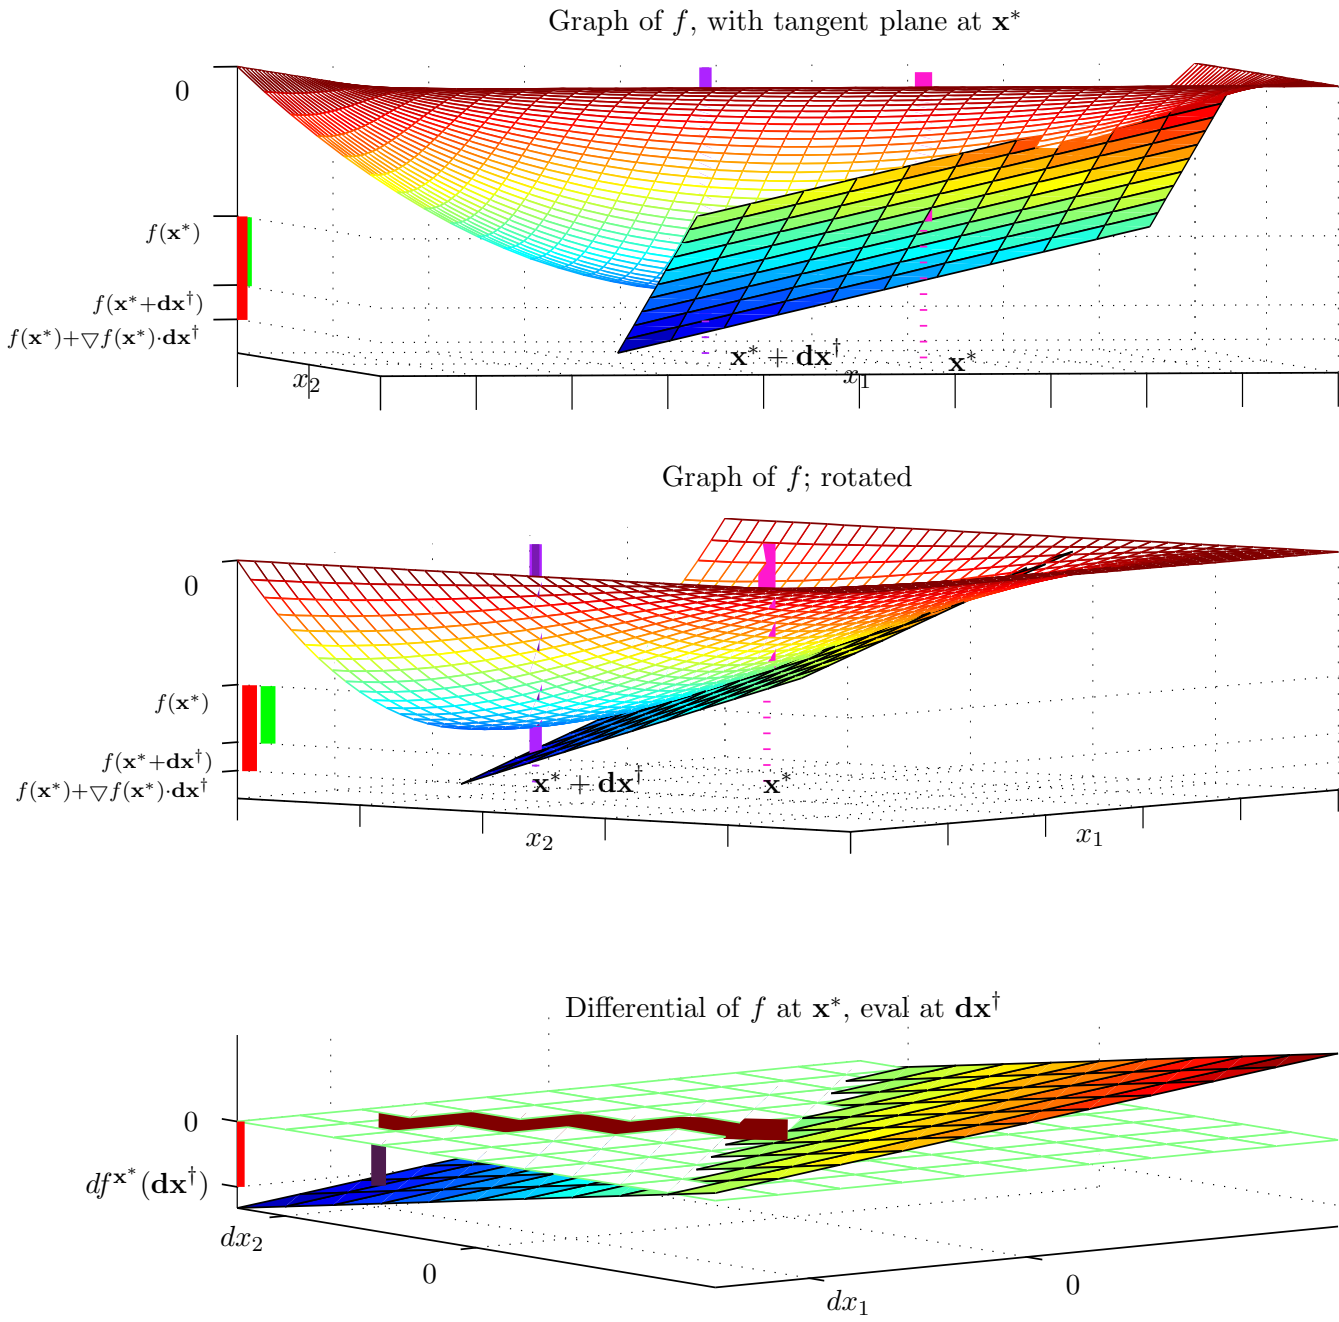 Graph of f, with tangent plane at x*
0
f(x*)
f(x*+dx†)
f(x*)+▽f(x*)·dx†
x* + dx†
x*
x₂
x₁
Graph of f; rotated
0
f(x*)
f(x*+dx†)
f(x*)+▽f(x*)·dx†
x* + dx†
x*
x₂
x₁
Differential of f at x*, eval at dx†
0
df^x*(dx†)
dx₂
0
dx₁
0